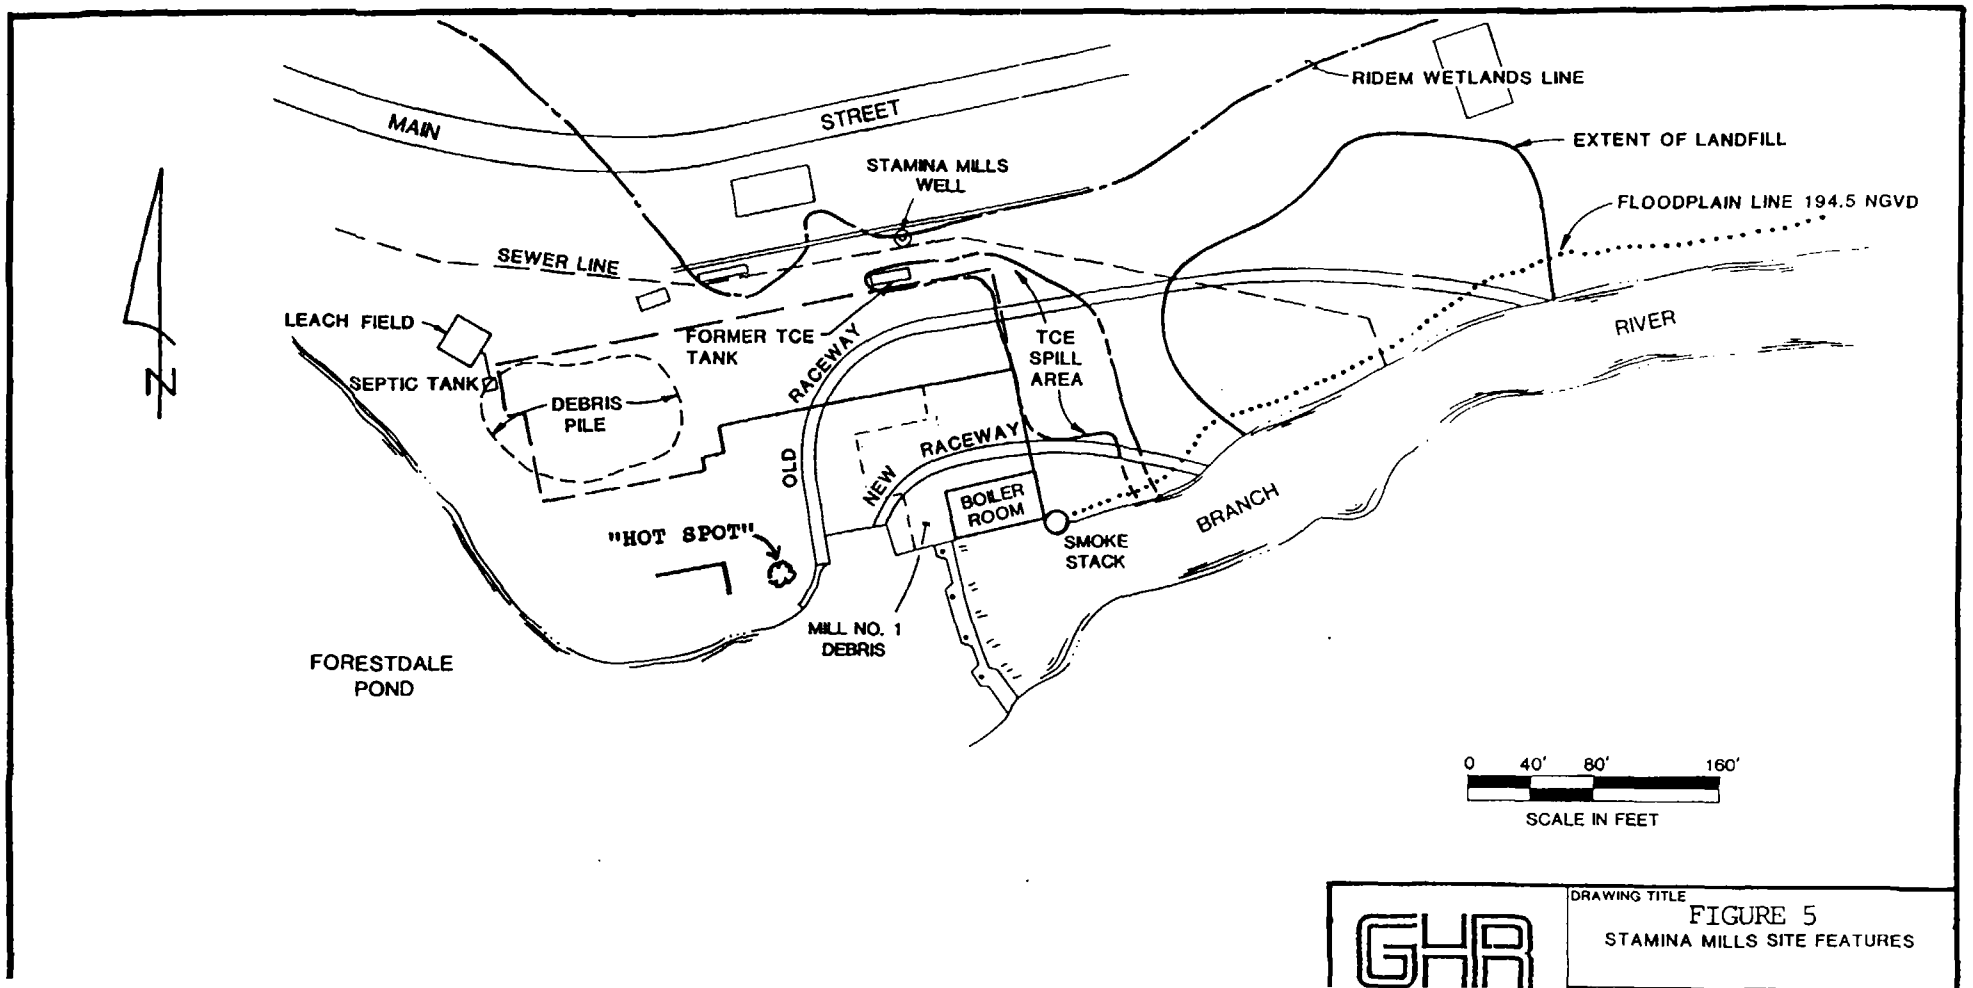 RIDEM WETLANDS LINE
MAIN
STREET
EXTENT OF LANDFILL
STAMINA MILLS
WELL
FLOODPLAIN LINE 194.5 NGVD
SEWER LINE
LEACH FIELD
FORMER TCE
TANK
RACEWAY
TCE
SPILL
AREA
RIVER
SEPTIC TANK
DEBRIS
PILE
OLD
NEW
RACEWAY
BOILER
ROOM
BRANCH
"HOT SPOT"
SMOKE
STACK
MILL NO. 1
DEBRIS
FORESTDALE
POND
N
0 40' 80' 160'
SCALE IN FEET
DRAWING TITLE
FIGURE 5
STAMINA MILLS SITE FEATURES
GHR